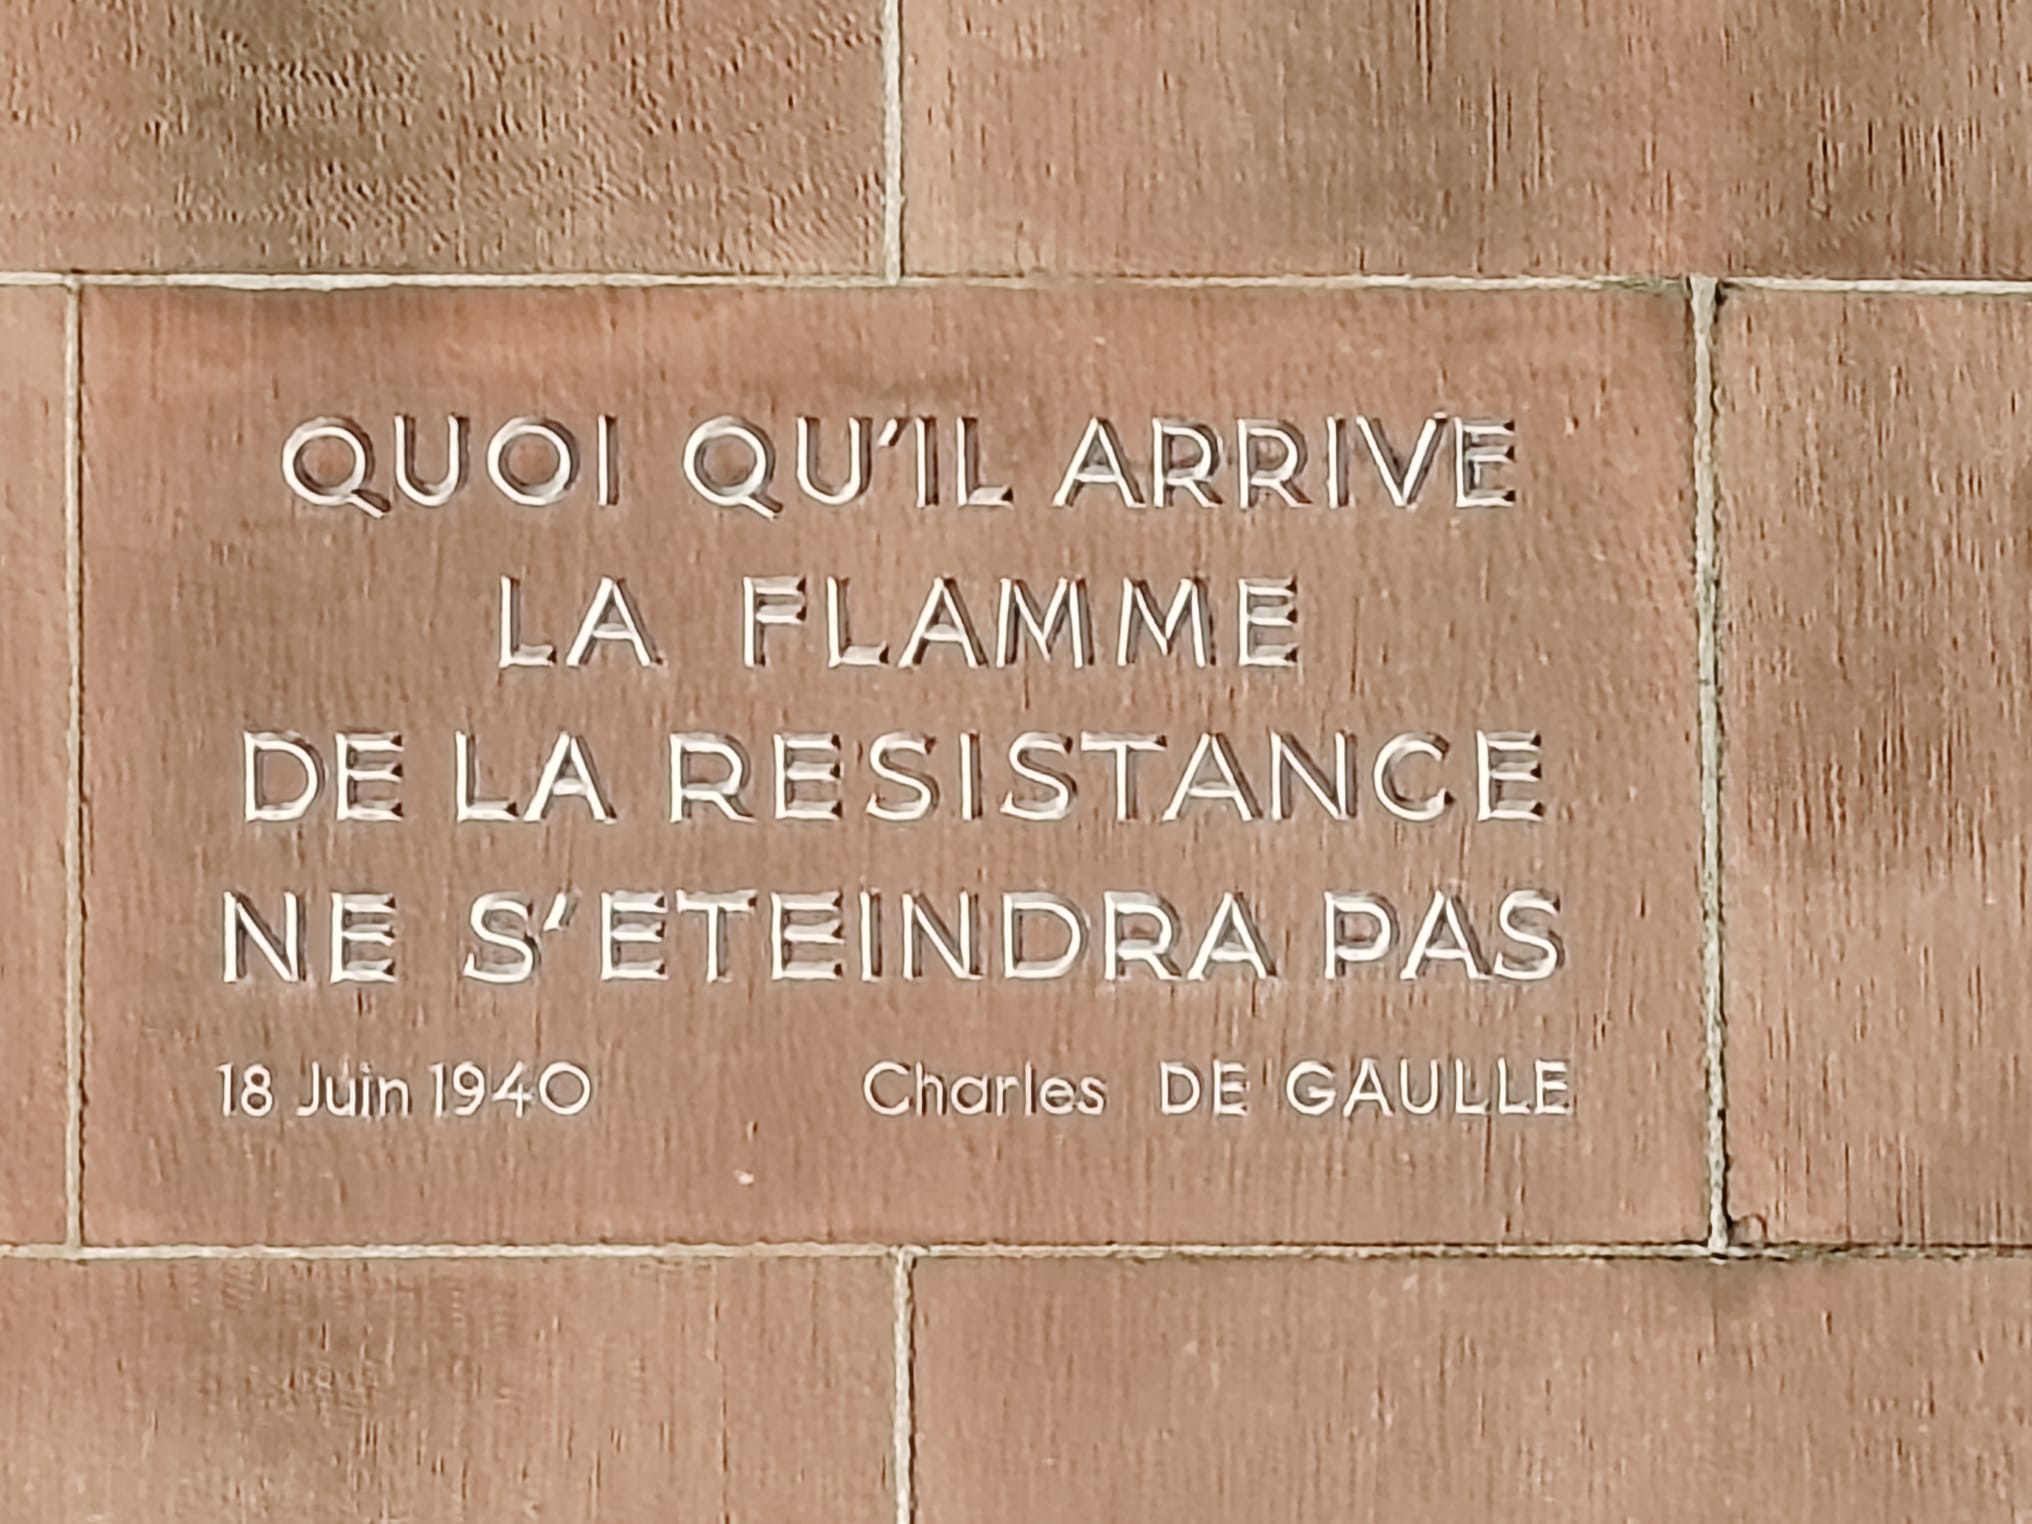 QUOI QU'IL ARRIVE
LA FLAMME
DE LA RESISTANCE
NE S'ETEINDRA PAS
18 Juin 1940 Charles DE GAULLE